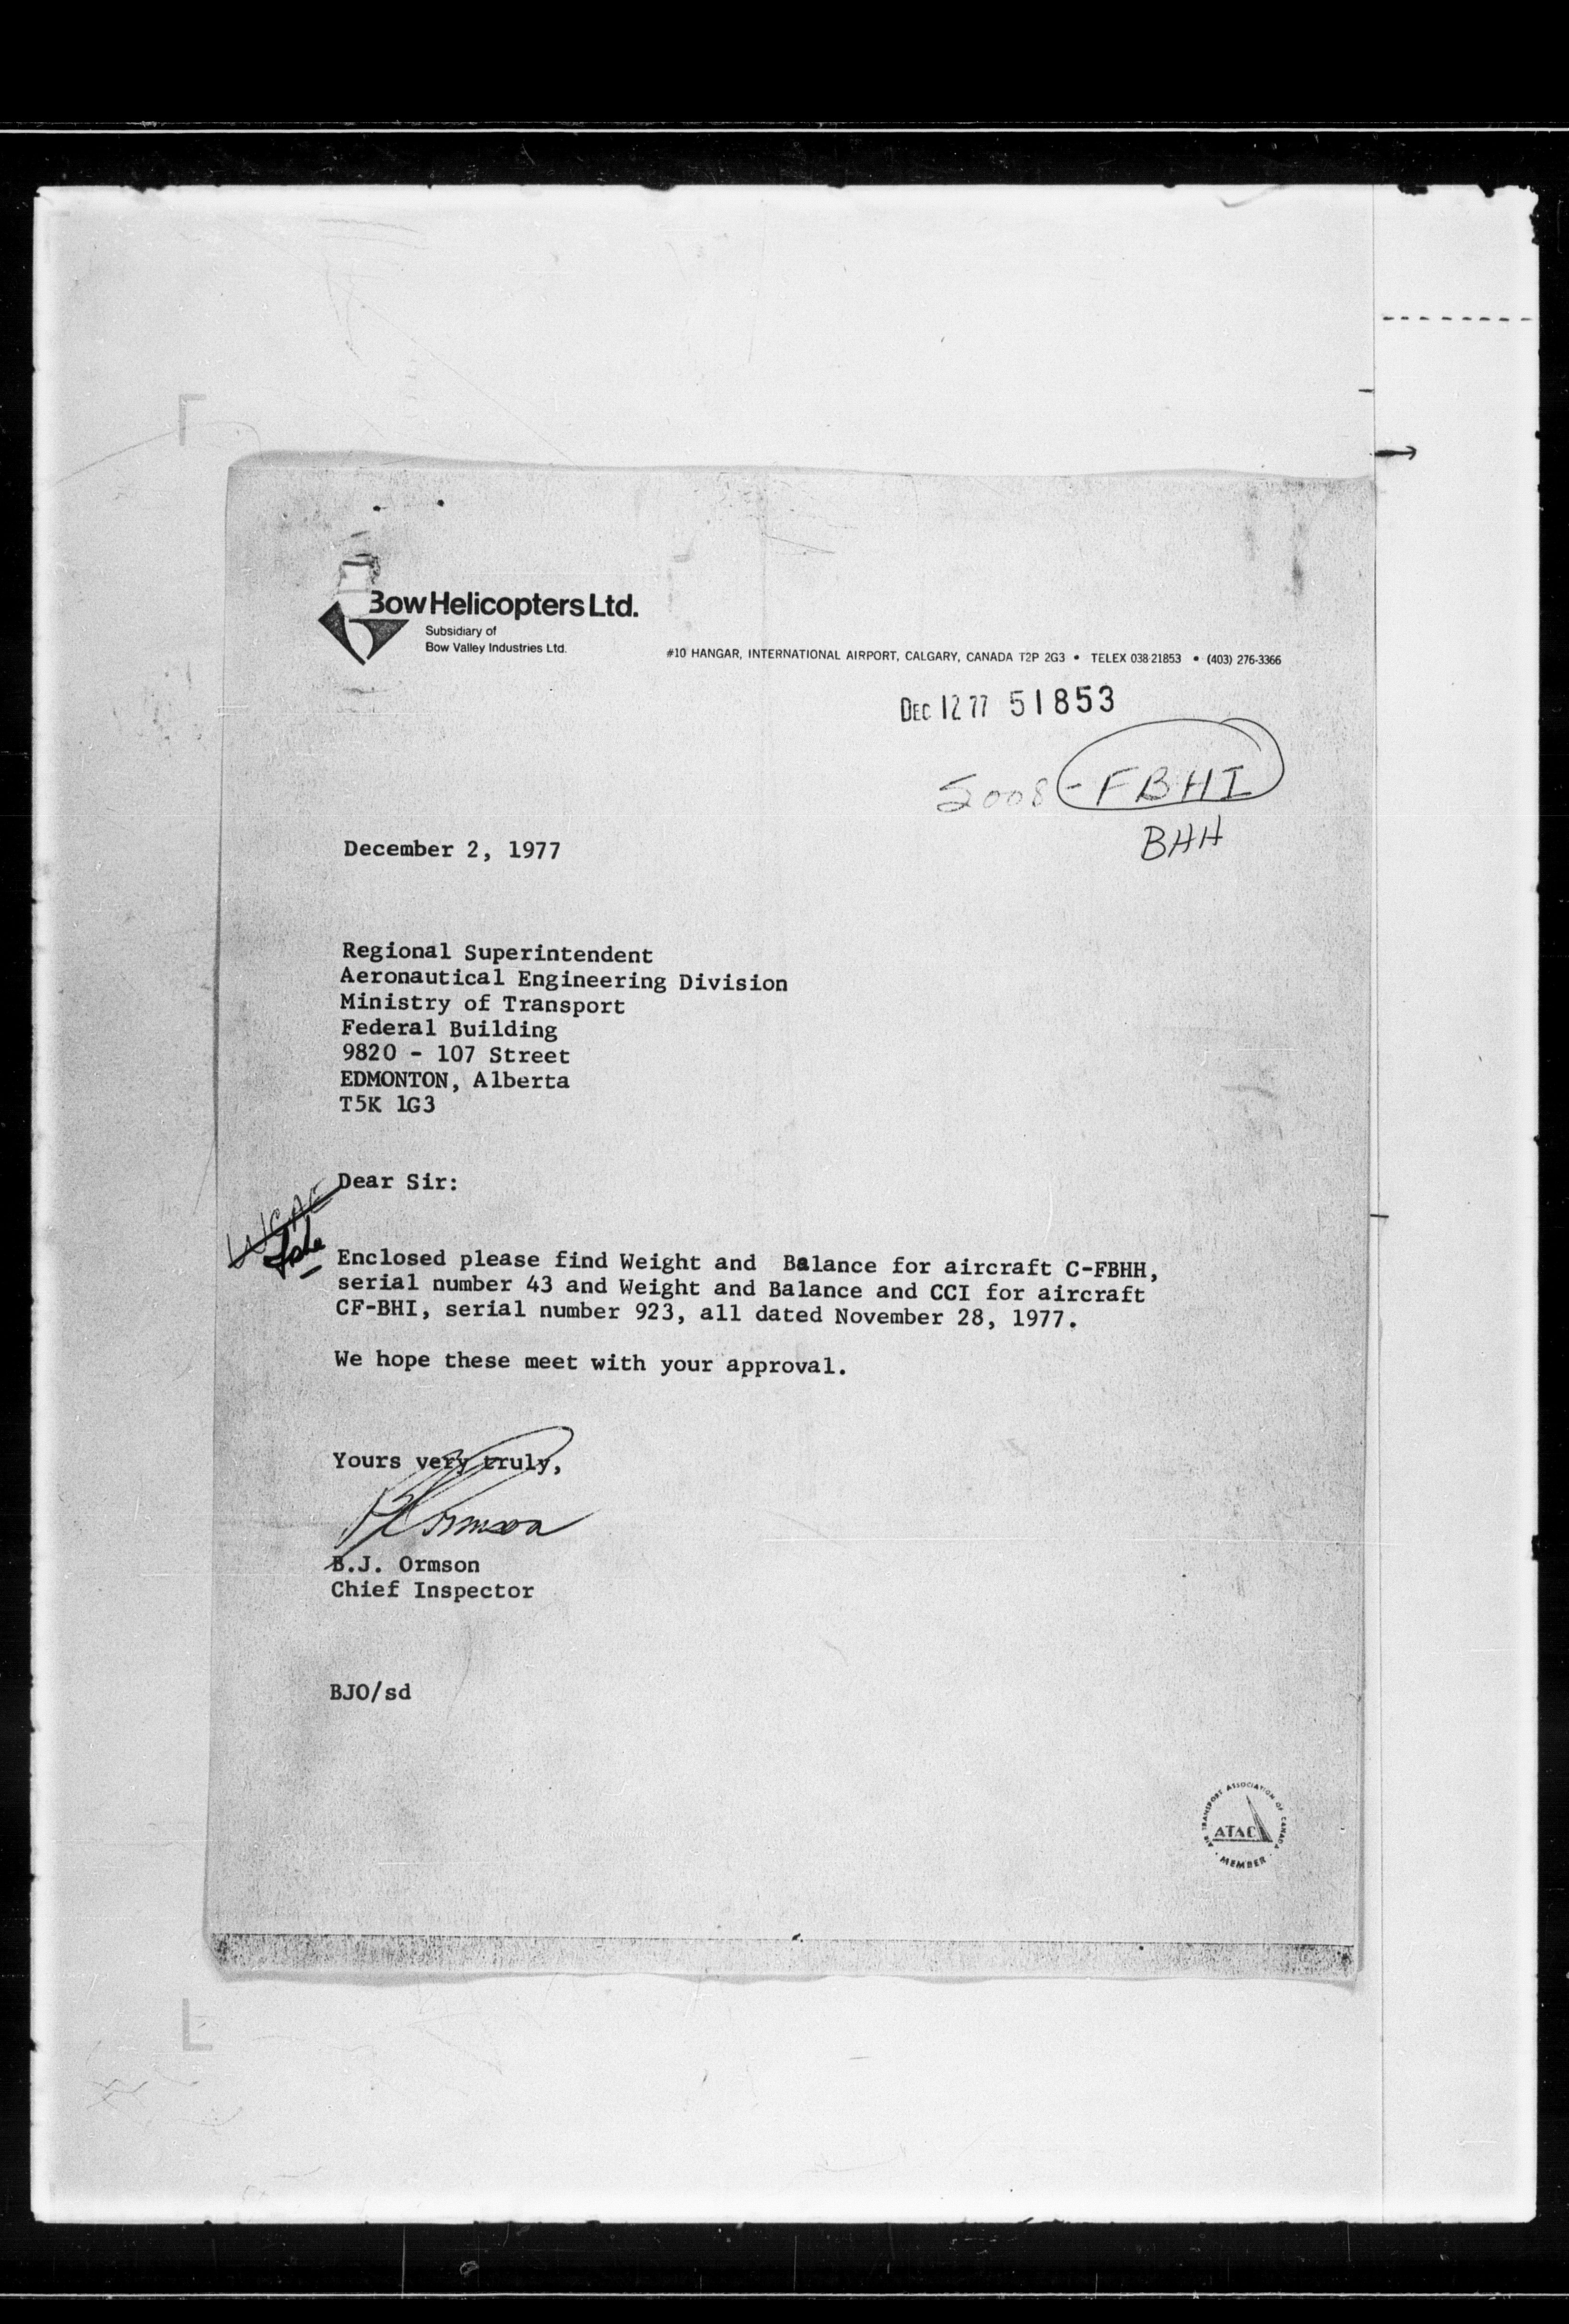 Bow Helicopters Ltd.
Subsidiary of
Bow Valley Industries Ltd.
#10 HANGAR, INTERNATIONAL AIRPORT, CALGARY, CANADA T2P 2G3 • TELEX 038-21853 • (403) 276-3366
DEC 12 77 51853
5008 - FBHI
BHH
December 2, 1977
Regional Superintendent
Aeronautical Engineering Division
Ministry of Transport
Federal Building
9820 - 107 Street
EDMONTON, Alberta
T5K 1G3
Dear Sir:
Enclosed please find Weight and Balance for aircraft C-FBHH,
serial number 43 and Weight and Balance and CCI for aircraft
CF-BHI, serial number 923, all dated November 28, 1977.
We hope these meet with your approval.
Yours very truly,
B.J. Ormson
Chief Inspector
BJO/sd
AIR TRANSPORT ASSOCIATION OF CANADA
ATAC
MEMBER